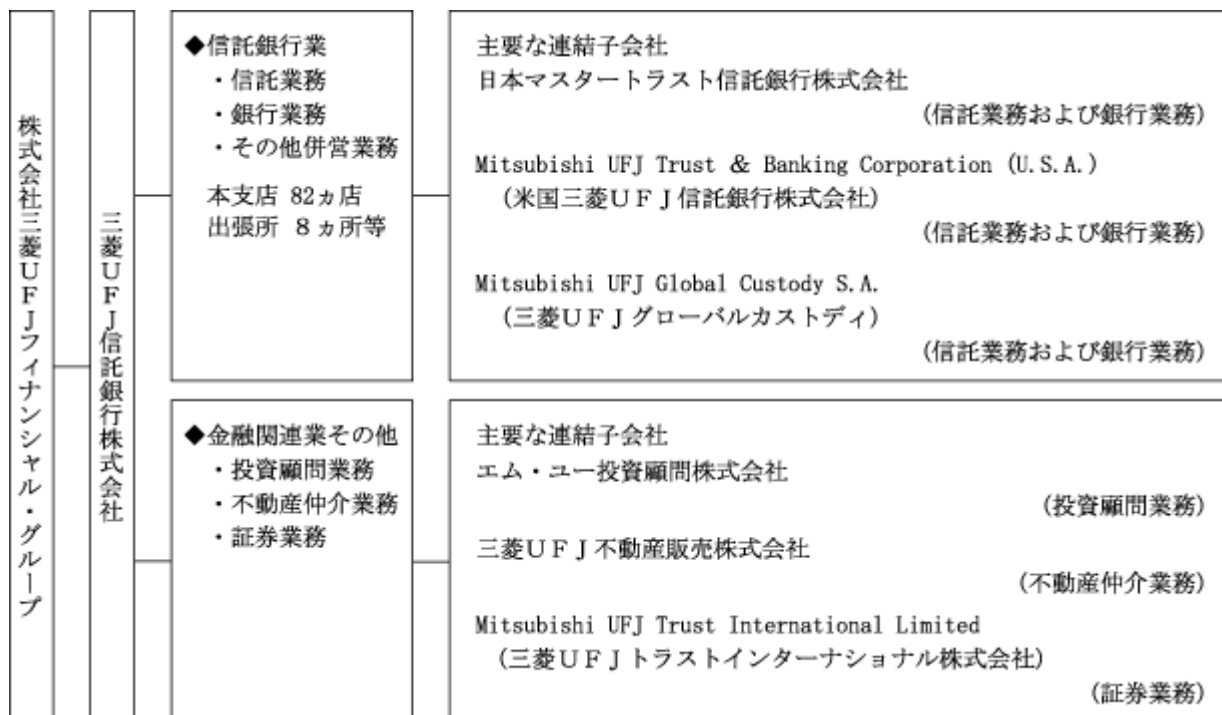 株式会社三菱UFJフィナンシャル・グループ
三菱UFJ信託銀行株式会社
◆信託銀行業
・信託業務
・銀行業務
・その他併営業務
本支店 82ヵ店
出張所 8ヵ所等
主要な連結子会社
日本マスタートラスト信託銀行株式会社
(信託業務および銀行業務)
Mitsubishi UFJ Trust & Banking Corporation (U.S.A.)
(米国三菱UFJ信託銀行株式会社)
(信託業務および銀行業務)
Mitsubishi UFJ Global Custody S.A.
(三菱UFJグローバルカストディ)
(信託業務および銀行業務)
◆金融関連業その他
・投資顧問業務
・不動産仲介業務
・証券業務
主要な連結子会社
エム・ユー投資顧問株式会社
(投資顧問業務)
三菱UFJ不動産販売株式会社
(不動産仲介業務)
Mitsubishi UFJ Trust International Limited
(三菱UFJトラストインターナショナル株式会社)
(証券業務)